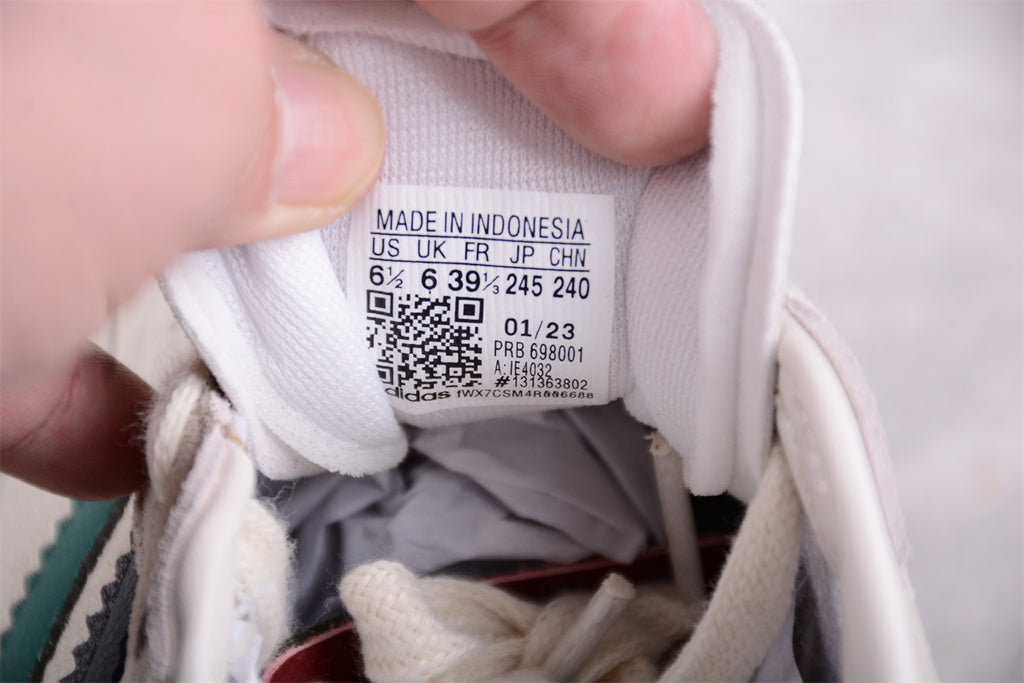 MADE IN INDONESIA
US UK FR JP CHN
6½ 6 39⅓ 245 240
01/23
PRB 698001
A: IE4032
#131363802
adidas fWX7CSM4R006688